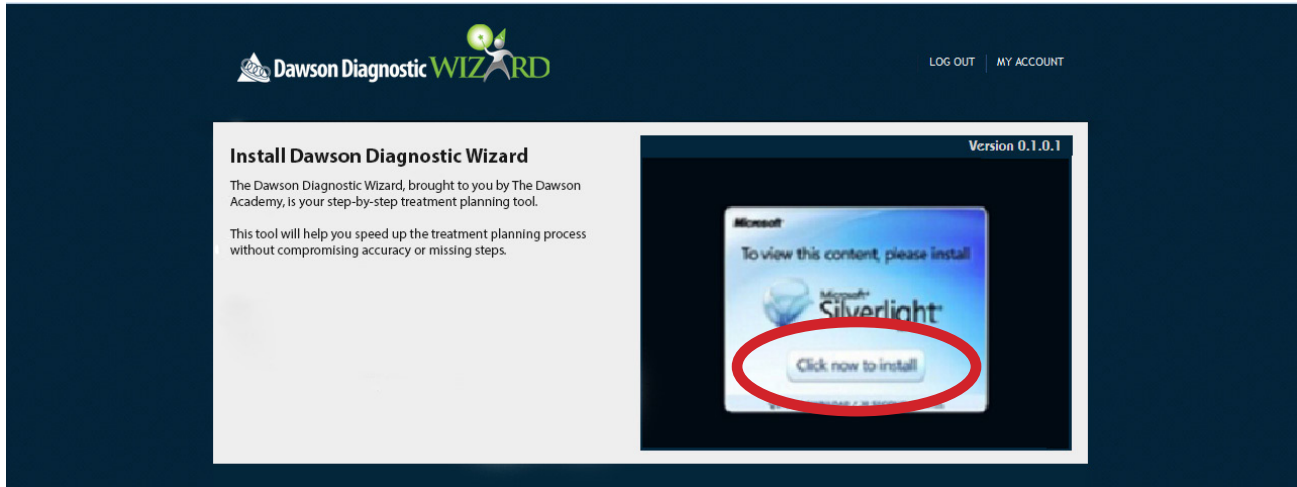 Dawson Diagnostic WIZARD
LOG OUT MY ACCOUNT
Install Dawson Diagnostic Wizard
The Dawson Diagnostic Wizard, brought to you by The Dawson
Academy, is your step-by-step treatment planning tool.
This tool will help you speed up the treatment planning process
without compromising accuracy or missing steps.
Version 0.1.0.1
Microsoft
To view this content, please install
Microsoft
Silverlight
Click now to install